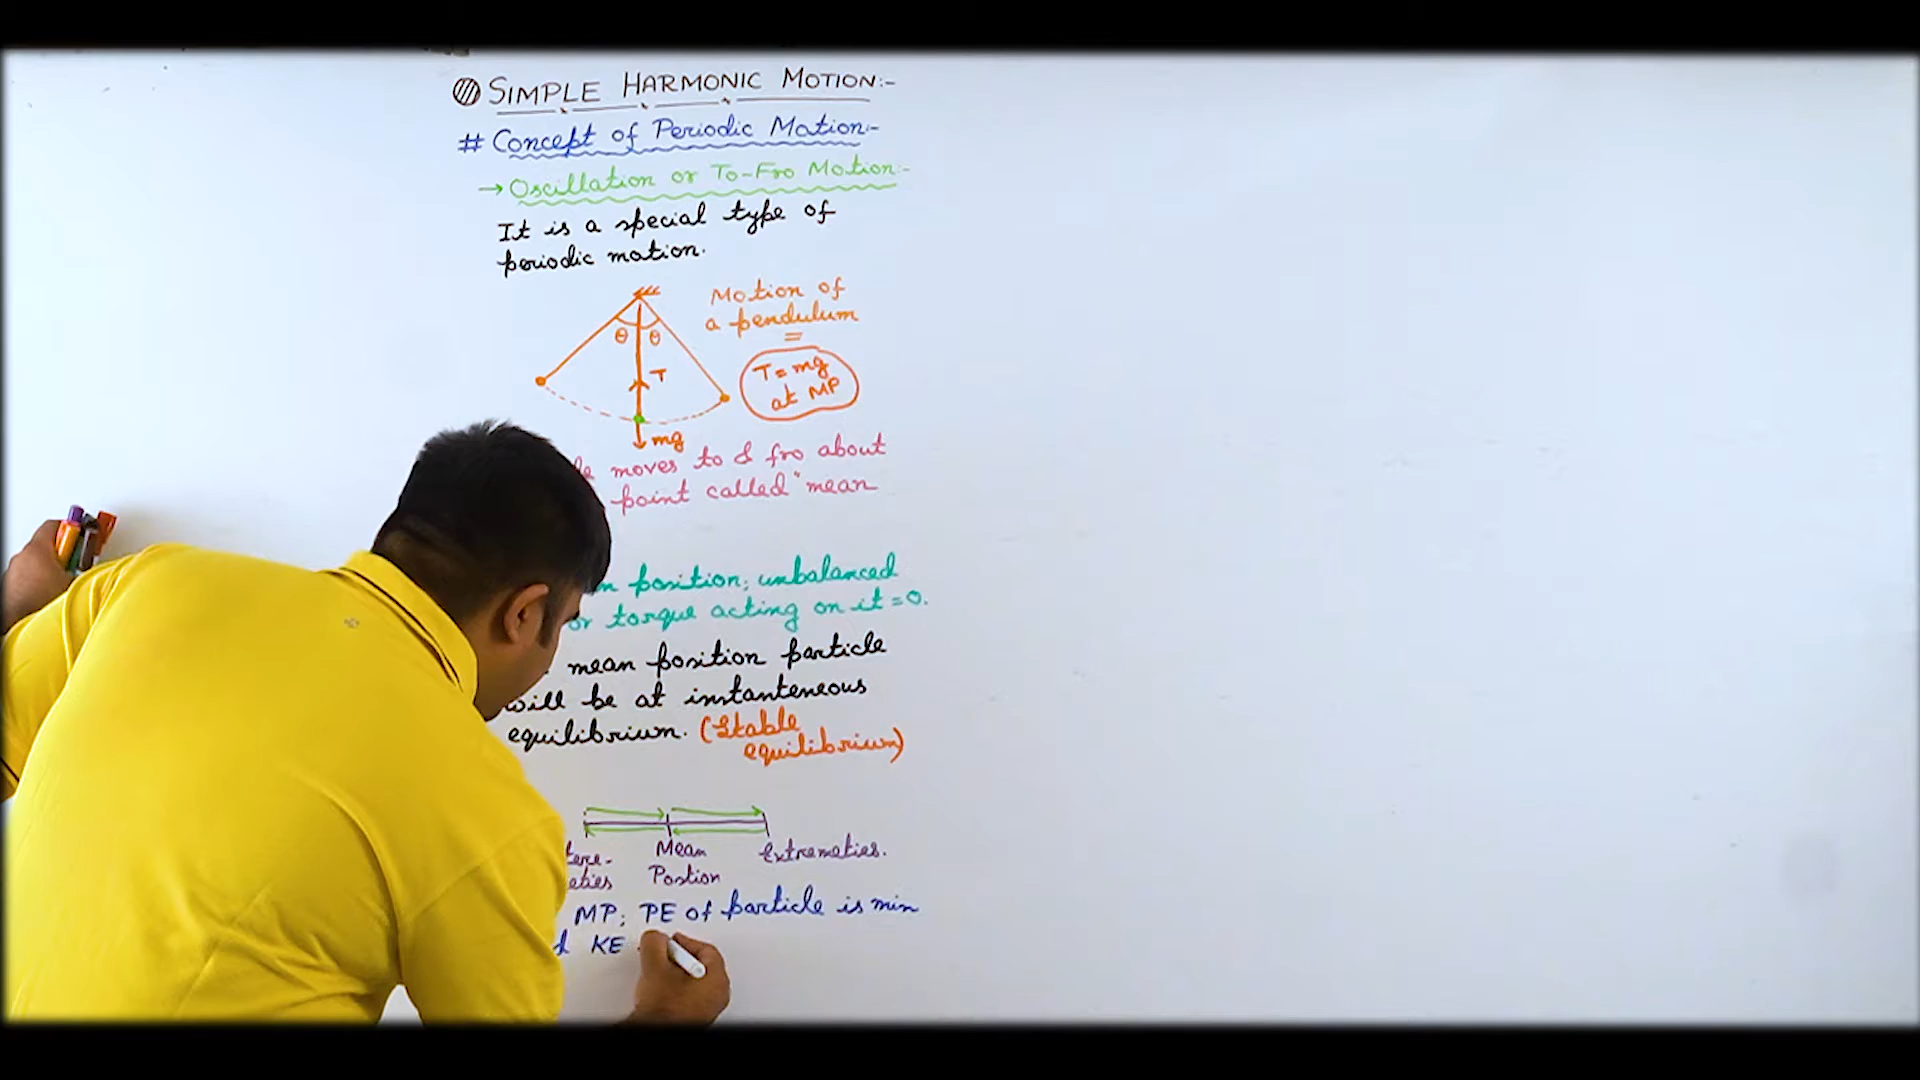 SIMPLE HARMONIC MOTION:-
# Concept of Periodic Motion:-
→ Oscillation or To-Fro Motion:-
It is a special type of
periodic motion.
Motion of
a pendulum
θ θ
T
T = mg
at MP
mg
moves to & fro about
point called "mean
position; unbalanced
or torque acting on it = 0.
mean position particle
will be at instanteneous
equilibrium. (Stable
equilibrium)
Mean
Postion
Extrematies.
MP; PE of particle is min
KE